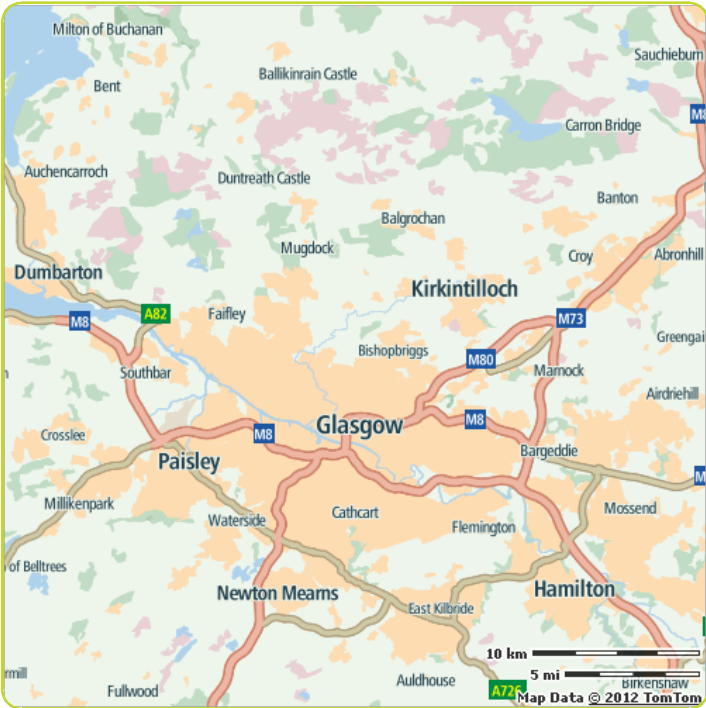 Milton of Buchanan
Sauchieburn
Ballikinrain Castle
Bent
M8
Carron Bridge
Auchencarroch
Duntreath Castle
Banton
Balgrochan
Mugdock
Croy
Abronhill
Dumbarton
Kirkintilloch
A82
Faifley
M8
M73
Greengai
Bishopbriggs
M80
Southbar
Marnock
Airdriehill
Glasgow
M8
Crosslee
M8
Bargeddie
Paisley
M
Millikenpark
Cathcart
Mossend
Waterside
Flemington
of Belltrees
Newton Mearns
Hamilton
East Kilbride
10 km
rmill
5 mi
Auldhouse
Birkenshaw
Fullwood
A726
Map Data © 2012 TomTom